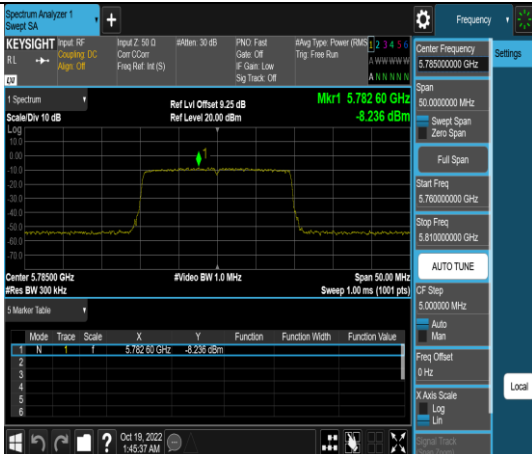 Spectrum Analyzer 1
Swept SA
+
Frequency
KEYSIGHT
RL
LXI
Input: RF
Coupling: DC
Align: Off
Input Z: 50 Ω
Corr CCorr
Freq Ref: Int (S)
#Atten: 30 dB
PNO: Fast
Gate: Off
IF Gain: Low
Sig Track: Off
#Avg Type: Power (RMS
Trig: Free Run
1 2 3 4 5 6
A WW WW W
A N N N N N
1 Spectrum
Scale/Div 10 dB
Ref Lvl Offset 9.25 dB
Ref Level 20.00 dBm
Mkr1 5.782 60 GHz
-8.236 dBm
Log
10.0
0.00
-10.0
-20.0
-30.0
-40.0
-50.0
-60.0
-70.0
1
Center 5.78500 GHz
#Res BW 300 kHz
#Video BW 1.0 MHz
Span 50.00 MHz
Sweep 1.00 ms (1001 pts)
5 Marker Table
Mode Trace Scale X Y Function Function Width Function Value
1 N 1 f 5.782 60 GHz -8.236 dBm
2
3
4
5
6
Oct 19, 2022
1:45:37 AM
Center Frequency
5.785000000 GHz
Span
50.0000000 MHz
Swept Span
Zero Span
Full Span
Start Freq
5.760000000 GHz
Stop Freq
5.810000000 GHz
AUTO TUNE
CF Step
5.000000 MHz
Auto
Man
Freq Offset
0 Hz
X Axis Scale
Log
Lin
Signal Track
Settings
Local